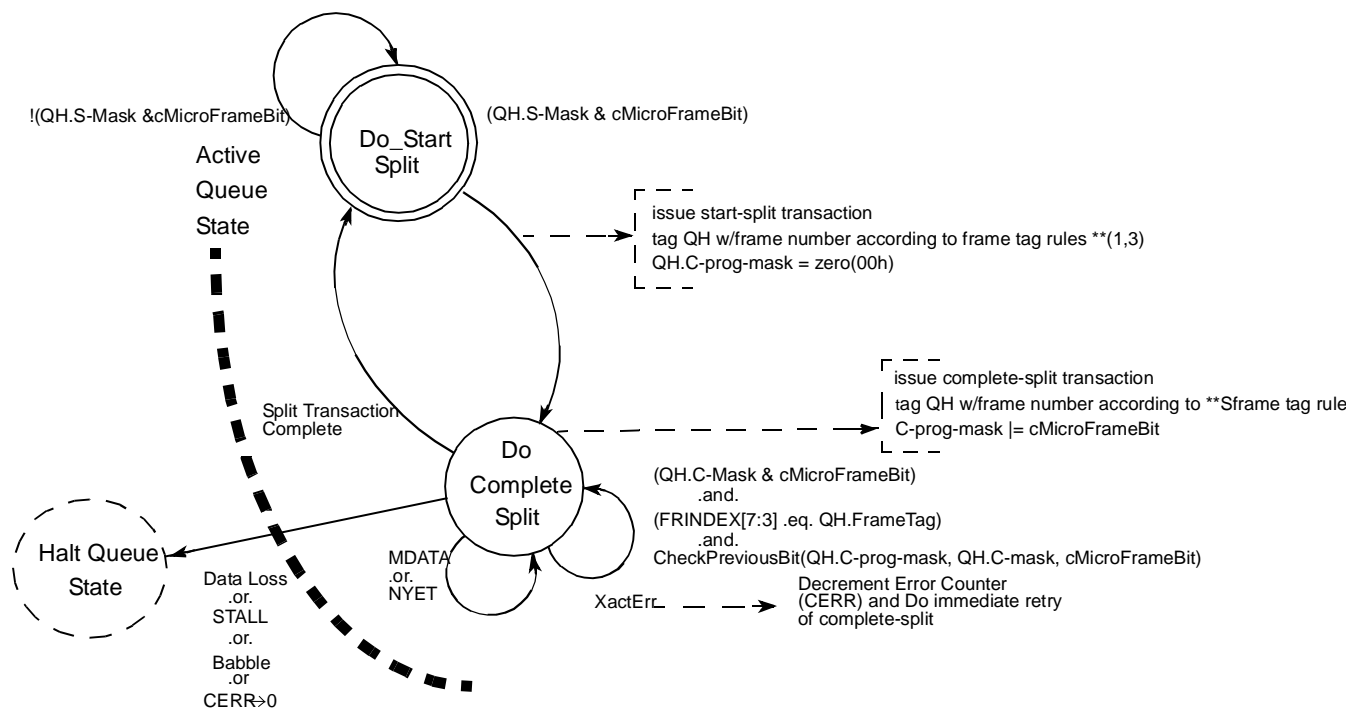 !(QH.S-Mask &cMicroFrameBit)
(QH.S-Mask & cMicroFrameBit)
Do_Start
Split
Active
Queue
State
issue start-split transaction
tag QH w/frame number according to frame tag rules **(1,3)
QH.C-prog-mask = zero(00h)
issue complete-split transaction
tag QH w/frame number according to **Sframe tag rule
C-prog-mask |= cMicroFrameBit
Split Transaction
Complete
Do
Complete
Split
(QH.C-Mask & cMicroFrameBit)
.and.
(FRINDEX[7:3] .eq. QH.FrameTag)
.and.
CheckPreviousBit(QH.C-prog-mask, QH.C-mask, cMicroFrameBit)
Halt Queue
State
MDATA
.or.
NYET
Data Loss
.or.
STALL
.or.
Babble
.or
CERR→0
XactErr
Decrement Error Counter
(CERR) and Do immediate retry
of complete-split